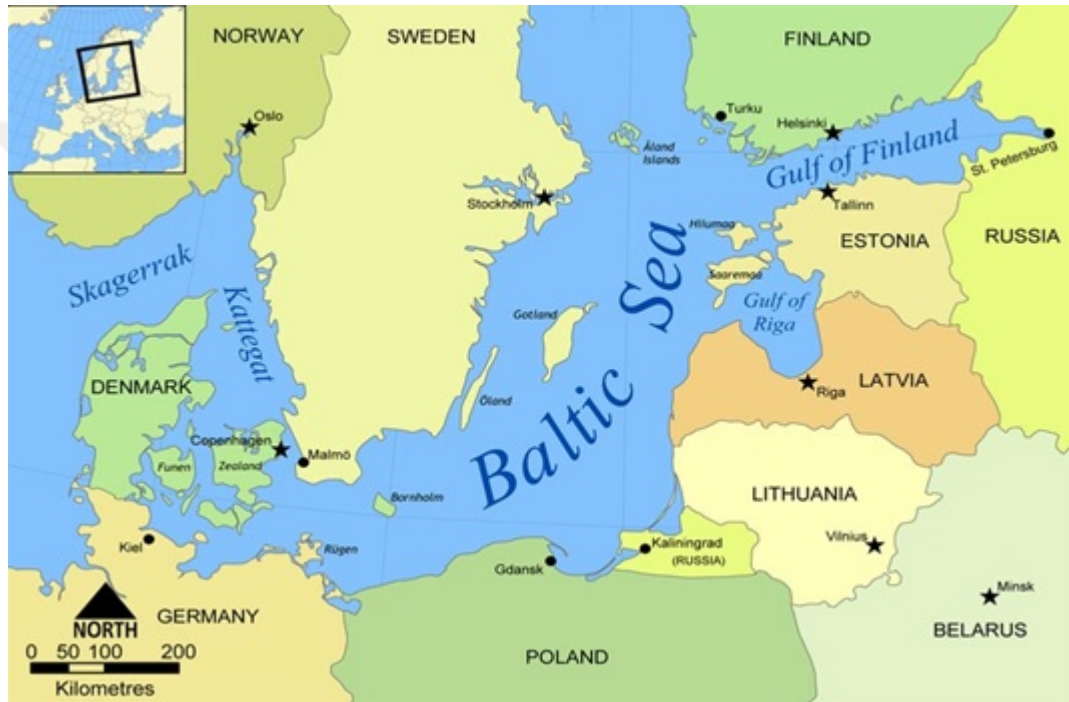 NORWAY
SWEDEN
FINLAND
Oslo
Turku
Helsinki
Åland
Islands
Gulf of Finland
St. Petersburg
Stockholm
Tallinn
Hiiumaa
ESTONIA
RUSSIA
Skagerrak
Kattegat
Saaremaa
Gulf of
Riga
Gotland
Baltic Sea
DENMARK
Öland
Riga
LATVIA
Copenhagen
Malmö
Funen
Zealand
Bornholm
LITHUANIA
Vilnius
Kiel
Rügen
Gdansk
Kaliningrad
(RUSSIA)
Minsk
NORTH
GERMANY
BELARUS
POLAND
0 50 100 200
Kilometres